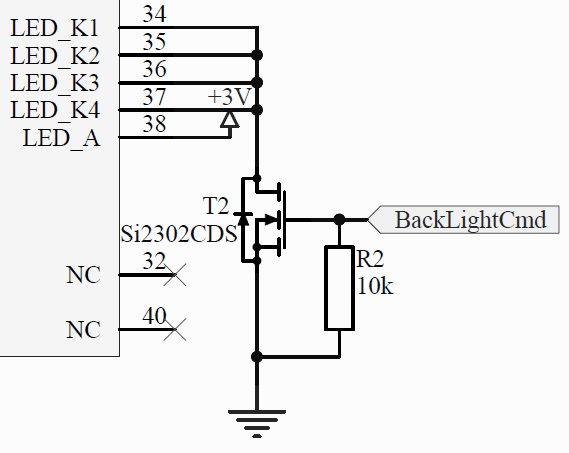 LED_K1 34
LED_K2 35
LED_K3 36
LED_K4 37 +3V
LED_A 38
T2
Si2302CDS
BackLightCmd
NC 32
R2
10k
NC 40